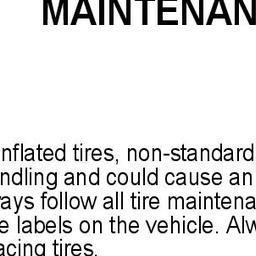 MAINTENAN
nflated tires, non-standard
ndling and could cause an
ays follow all tire maintena
e labels on the vehicle. Alw
acing tires.